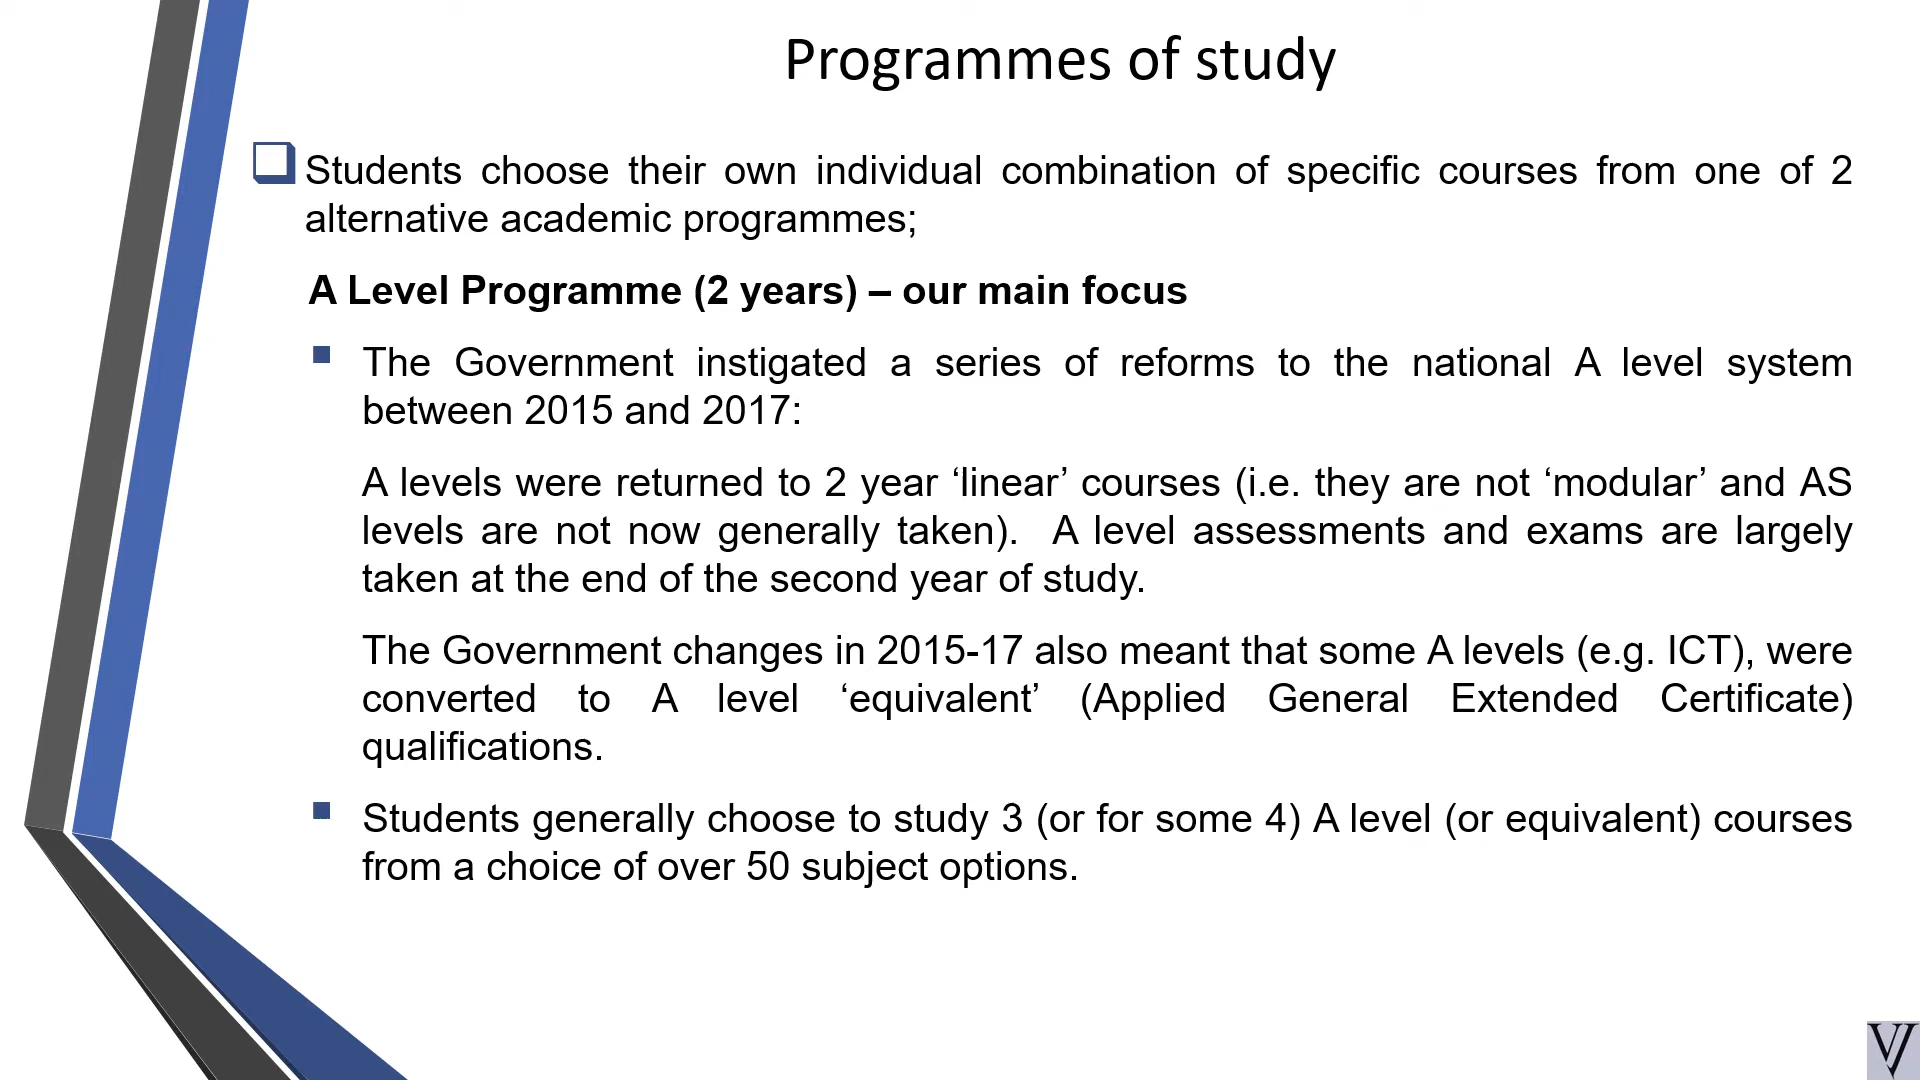 Programmes of study
Students choose their own individual combination of specific courses from one of 2
alternative academic programmes;
A Level Programme (2 years) – our main focus
The Government instigated a series of reforms to the national A level system
between 2015 and 2017:
A levels were returned to 2 year ‘linear’ courses (i.e. they are not ‘modular’ and AS
levels are not now generally taken).  A level assessments and exams are largely
taken at the end of the second year of study.
The Government changes in 2015-17 also meant that some A levels (e.g. ICT), were
converted to A level ‘equivalent’ (Applied General Extended Certificate)
qualifications.
Students generally choose to study 3 (or for some 4) A level (or equivalent) courses
from a choice of over 50 subject options.